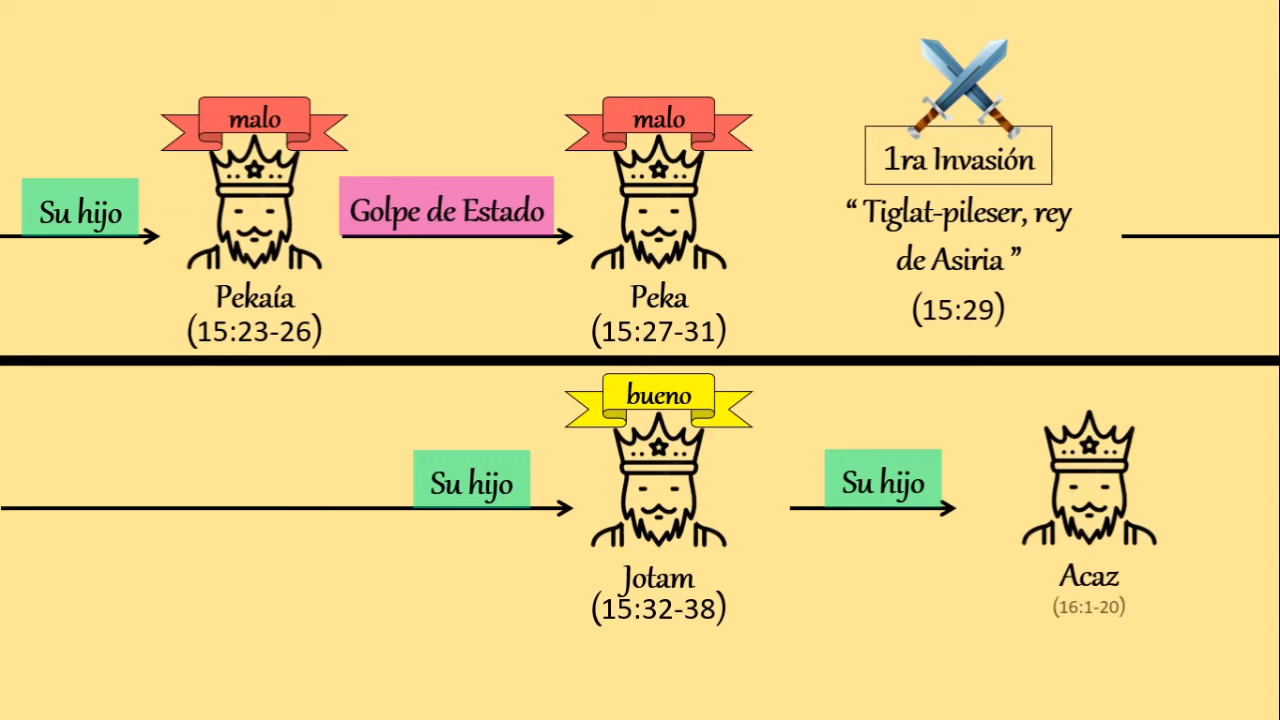 malo
Su hijo
Pekaía
(15:23-26)
Golpe de Estado
malo
Peka
(15:27-31)
1ra Invasión
“ Tiglat-pileser, rey
de Asiria ”
(15:29)
Su hijo
bueno
Jotam
(15:32-38)
Su hijo
Acaz
(16:1-20)